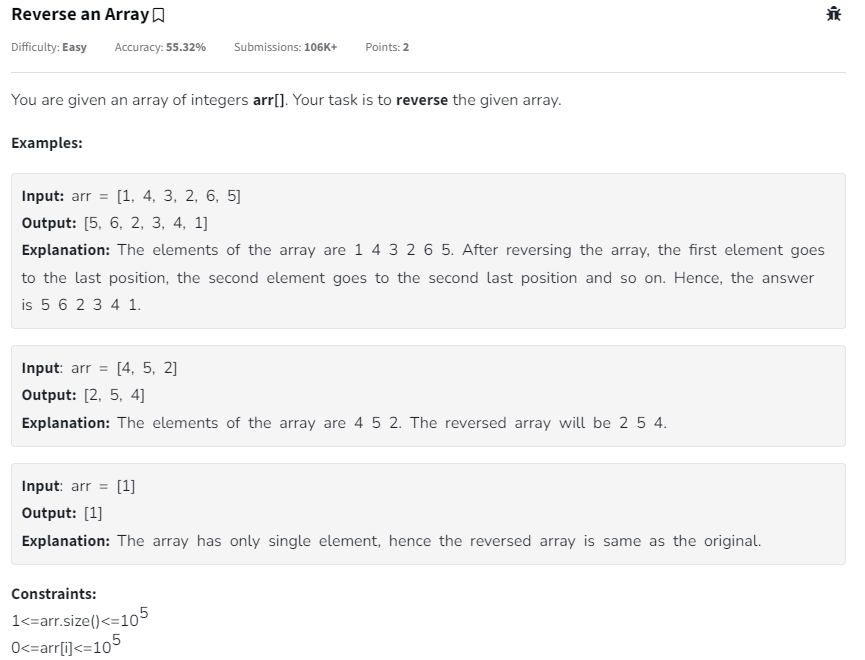 Reverse an Array
Difficulty: Easy Accuracy: 55.32% Submissions: 106K+ Points: 2
You are given an array of integers arr[]. Your task is to reverse the given array.
Examples:
Input: arr = [1, 4, 3, 2, 6, 5]
Output: [5, 6, 2, 3, 4, 1]
Explanation: The elements of the array are 1 4 3 2 6 5. After reversing the array, the first element goes
to the last position, the second element goes to the second last position and so on. Hence, the answer
is 5 6 2 3 4 1.
Input: arr = [4, 5, 2]
Output: [2, 5, 4]
Explanation: The elements of the array are 4 5 2. The reversed array will be 2 5 4.
Input: arr = [1]
Output: [1]
Explanation: The array has only single element, hence the reversed array is same as the original.
Constraints:
1<=arr.size()<=10⁵
0<=arr[i]<=10⁵